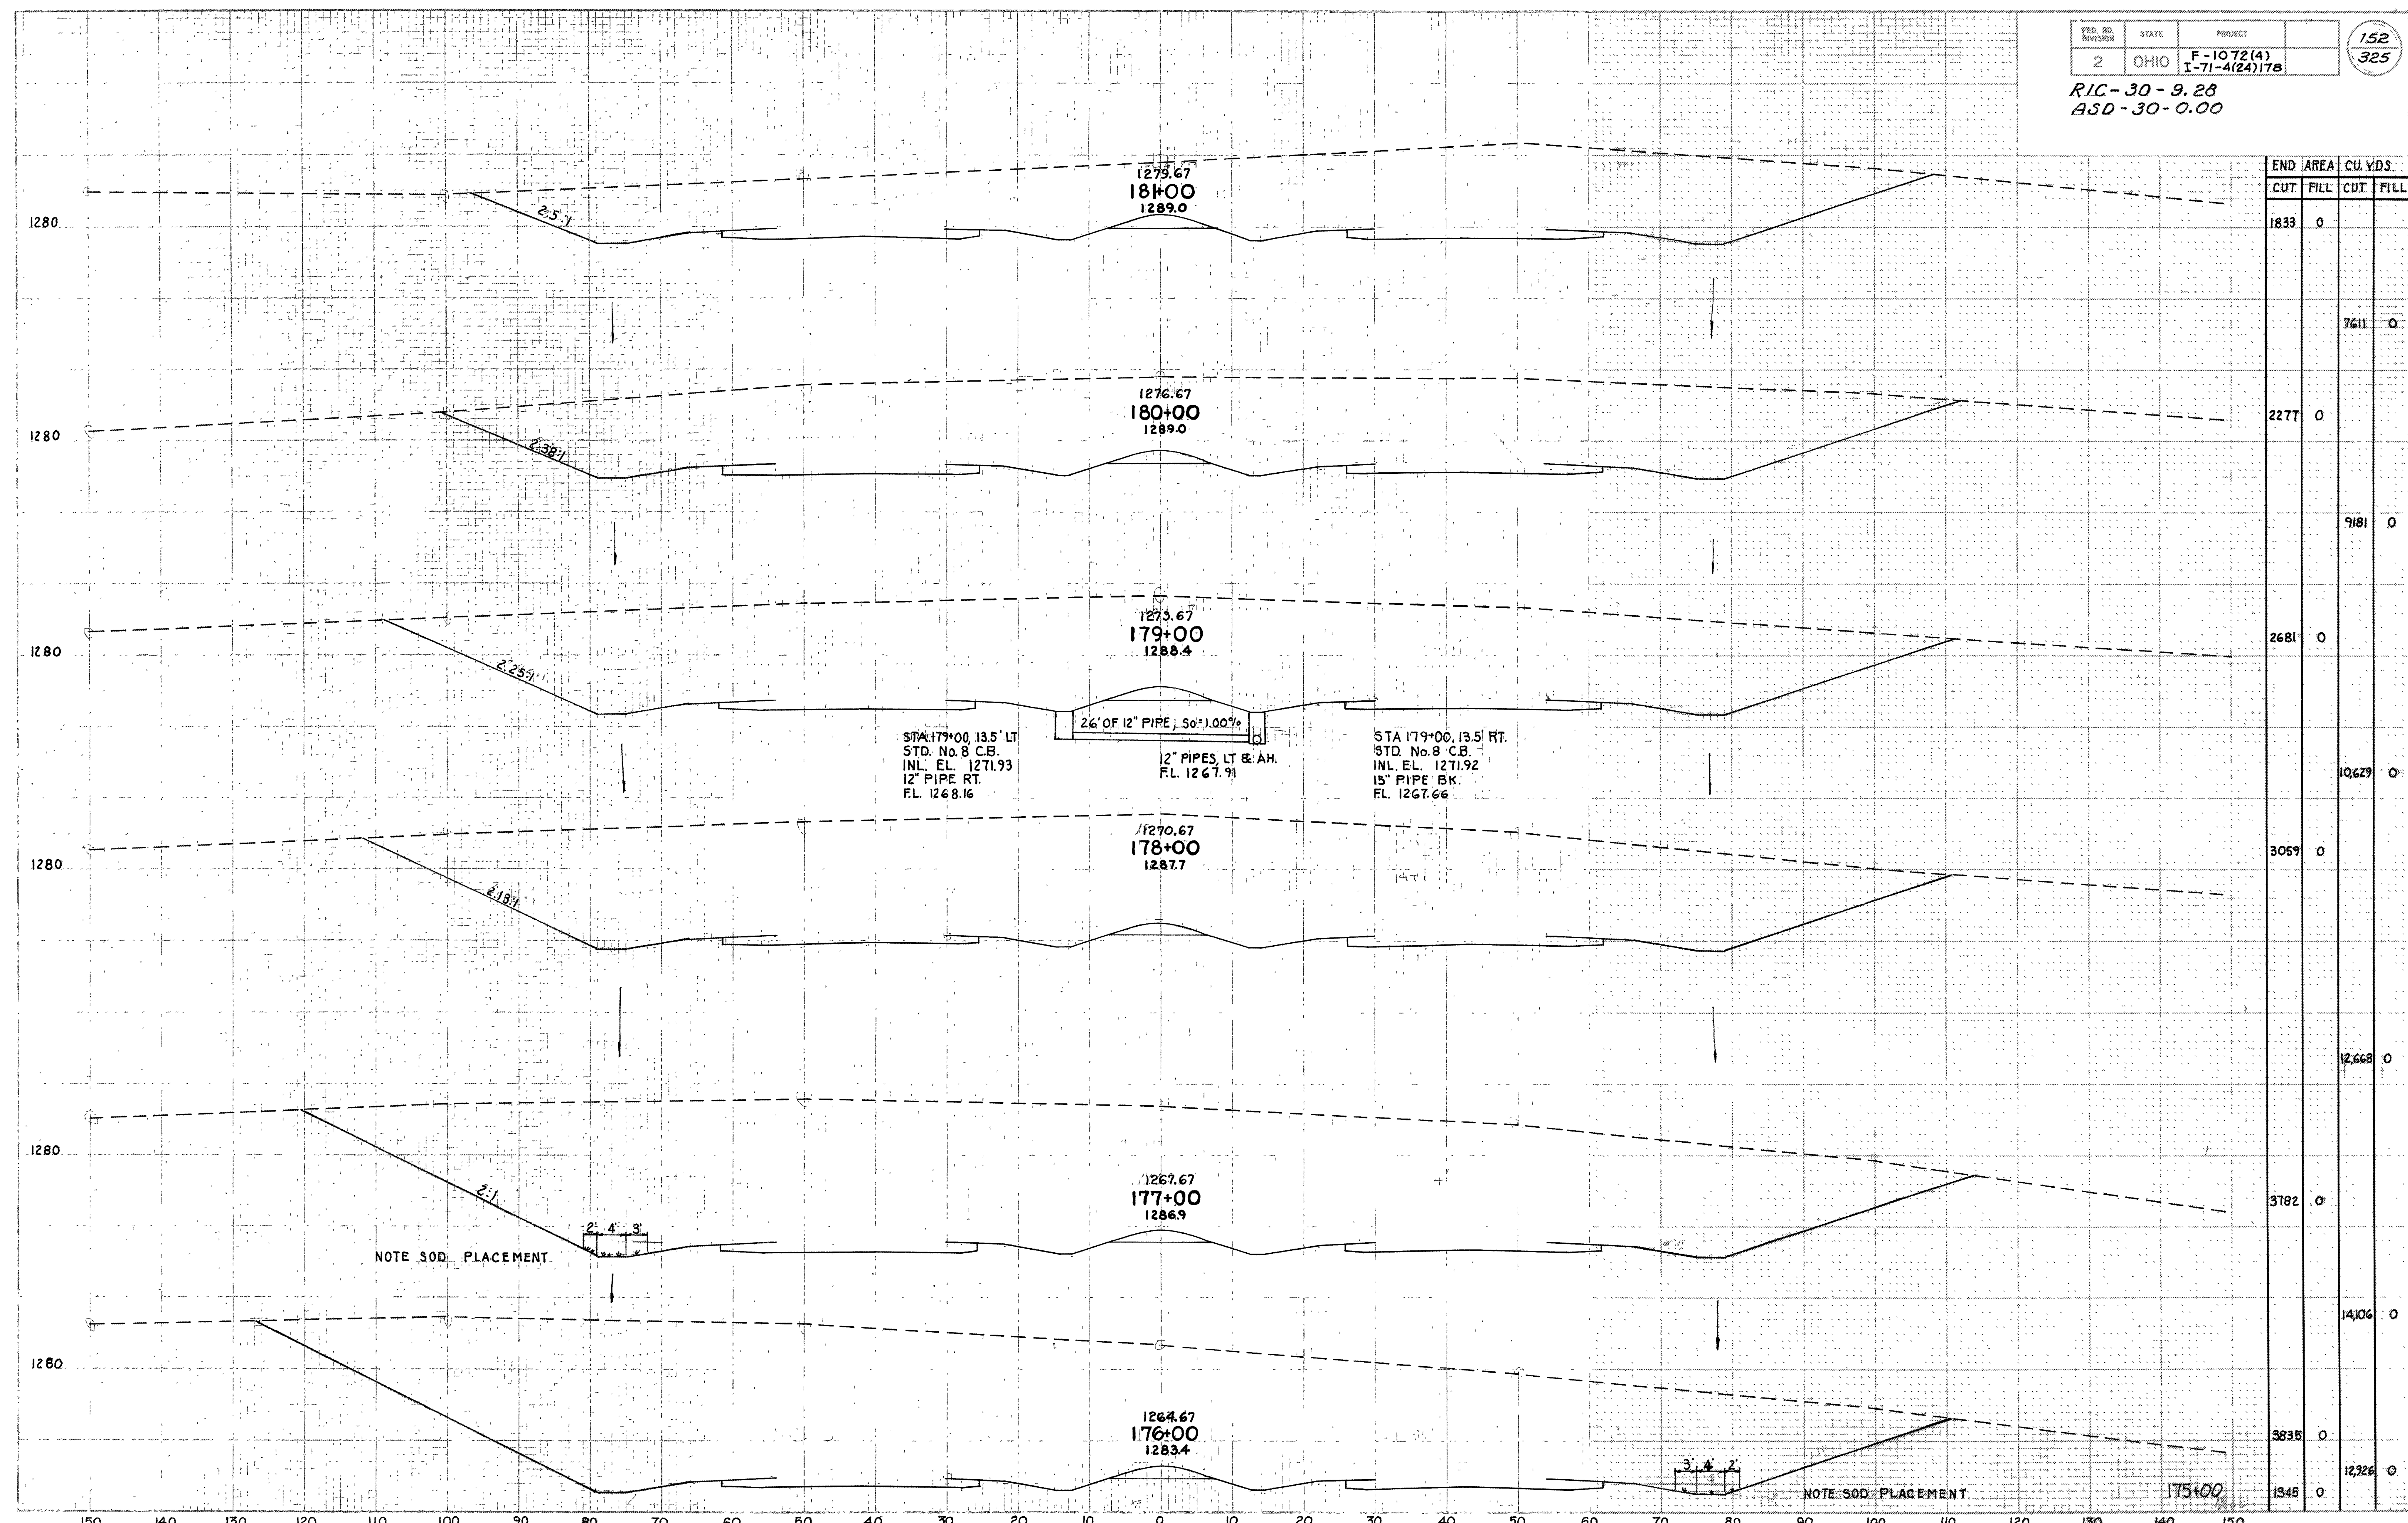 FED. RD. DIVISION STATE PROJECT
2 OHIO F-1072(4)
I-71-4(24)178
152
325
RIC-30-9.28
ASD-30-0.00
END AREA CU. YDS.
CUT FILL CUT FILL
1279.67
181+00
1289.0
1280
2.5:1
1833 0
7611 0
1276.67
180+00
1289.0
1280
2.38:1
2277 0
9181 0
1273.67
179+00
1288.4
1280
2.25:1
2681 0
26' OF 12" PIPE, So=1.00%
STA. 179+00, 13.5' LT
STD. No. 8 C.B.
INL. EL. 1271.93
12" PIPE RT.
F.L. 1268.16
12" PIPES, LT & AH.
F.L. 1267.91
STA 179+00, 13.5' RT.
STD. No. 8 C.B.
INL. EL. 1271.92
15" PIPE BK.
F.L. 1267.66
10,629 0
1270.67
178+00
1287.7
1280
2.13:1
3059 0
12,668 0
1267.67
177+00
1286.9
1280
2:1
2' 4' 3'
NOTE SOD PLACEMENT
3782 0
14,106 0
1264.67
176+00
1283.4
1280
3835 0
12,926 0
3' 4' 2'
NOTE SOD PLACEMENT
175+00
1345 0
150 140 130 120 110 100 90 80 70 60 50 40 30 20 10 0 10 20 30 40 50 60 70 80 90 100 110 120 130 140 150